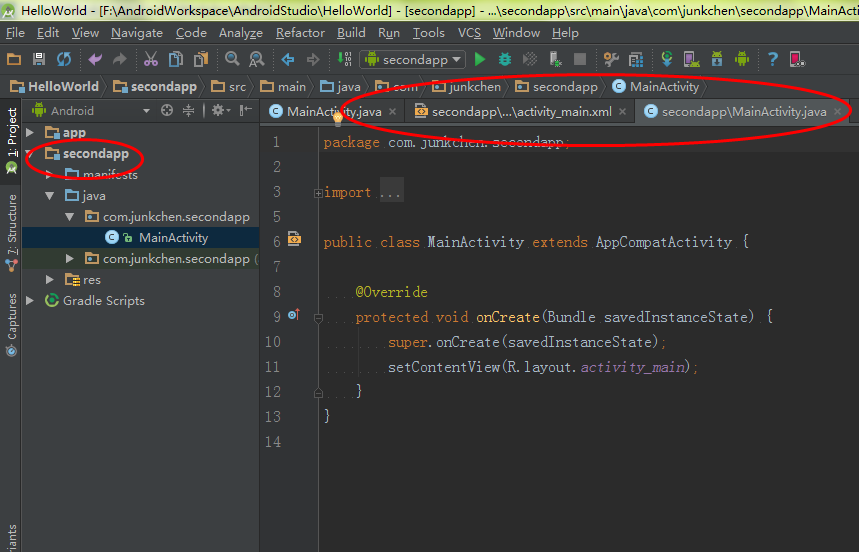 HelloWorld - [F:\AndroidWorkspace\AndroidStudio\HelloWorld] - [secondapp] - ...\secondapp\src\main\java\com\junkchen\secondapp\MainAc
File Edit View Navigate Code Analyze Refactor Build Run Tools VCS Window Help
secondapp
HelloWorld secondapp src main java com junkchen secondapp MainActivity
1: Project
Android
MainActivity.java secondapp\...\activity_main.xml secondapp\MainActivity.java
app
secondapp
manifests
java
com.junkchen.secondapp
MainActivity
com.junkchen.secondapp (
res
Gradle Scripts
7: Structure
Captures
iants
1 package com.junkchen.secondapp;
2
3 import ...
5
6 public class MainActivity extends AppCompatActivity {
7
8 @Override
9 protected void onCreate(Bundle savedInstanceState) {
10 super.onCreate(savedInstanceState);
11 setContentView(R.layout.activity_main);
12 }
13 }
14